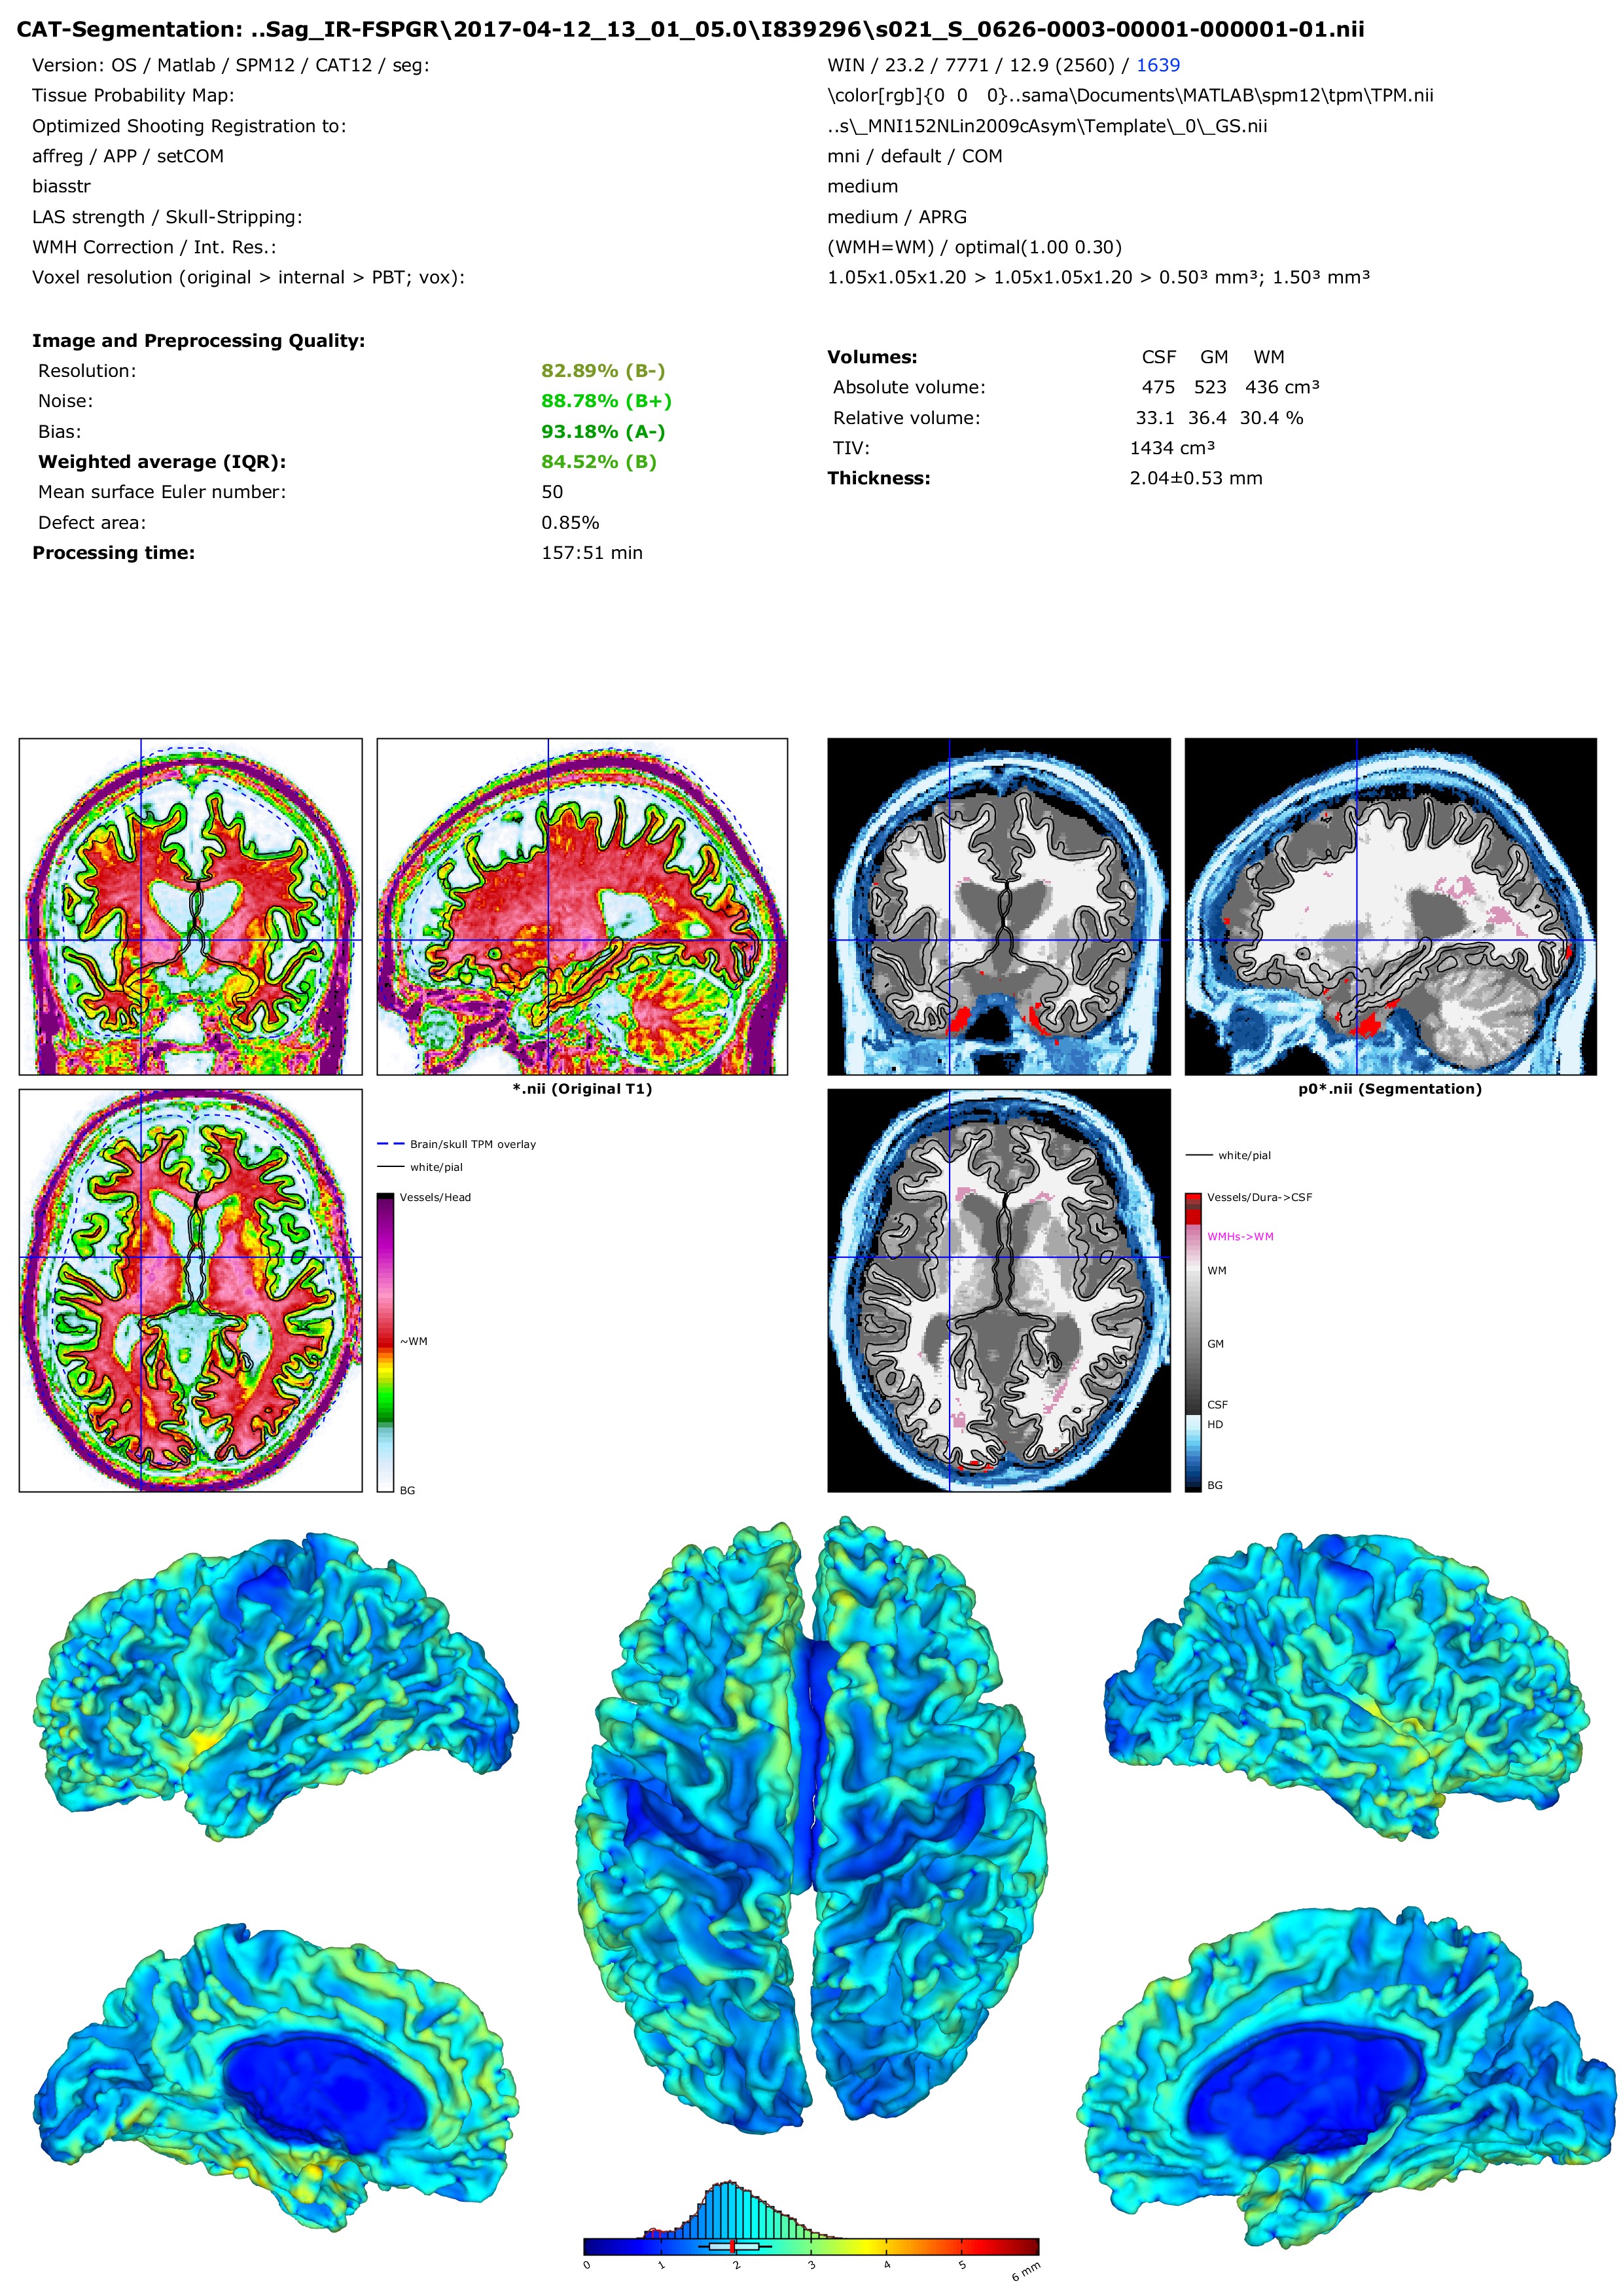 CAT-Segmentation: ..Sag_IR-FSPGR\2017-04-12_13_01_05.0\I839296\s021_S_0626-0003-00001-000001-01.nii
Version: OS / Matlab / SPM12 / CAT12 / seg: WIN / 23.2 / 7771 / 12.9 (2560) / 1639
Tissue Probability Map: \color[rgb]{0 0 0}..sama\Documents\MATLAB\spm12\tpm\TPM.nii
Optimized Shooting Registration to: ..s\_MNI152NLin2009cAsym\Template\_0\_GS.nii
affreg / APP / setCOM mni / default / COM
biasstr medium
LAS strength / Skull-Stripping: medium / APRG
WMH Correction / Int. Res.: (WMH=WM) / optimal(1.00 0.30)
Voxel resolution (original > internal > PBT; vox): 1.05x1.05x1.20 > 1.05x1.05x1.20 > 0.50³ mm³; 1.50³ mm³
Image and Preprocessing Quality:
Resolution: 82.89% (B-)
Noise: 88.78% (B+)
Bias: 93.18% (A-)
Weighted average (IQR): 84.52% (B)
Mean surface Euler number: 50
Defect area: 0.85%
Processing time: 157:51 min
Volumes: CSF GM WM
Absolute volume: 475 523 436 cm³
Relative volume: 33.1 36.4 30.4 %
TIV: 1434 cm³
Thickness: 2.04±0.53 mm
*.nii (Original T1)
Brain/skull TPM overlay
white/pial
Vessels/Head
~WM
BG
p0*.nii (Segmentation)
white/pial
Vessels/Dura->CSF
WMHs->WM
WM
GM
CSF
HD
BG
0 1 2 3 4 5 6 mm